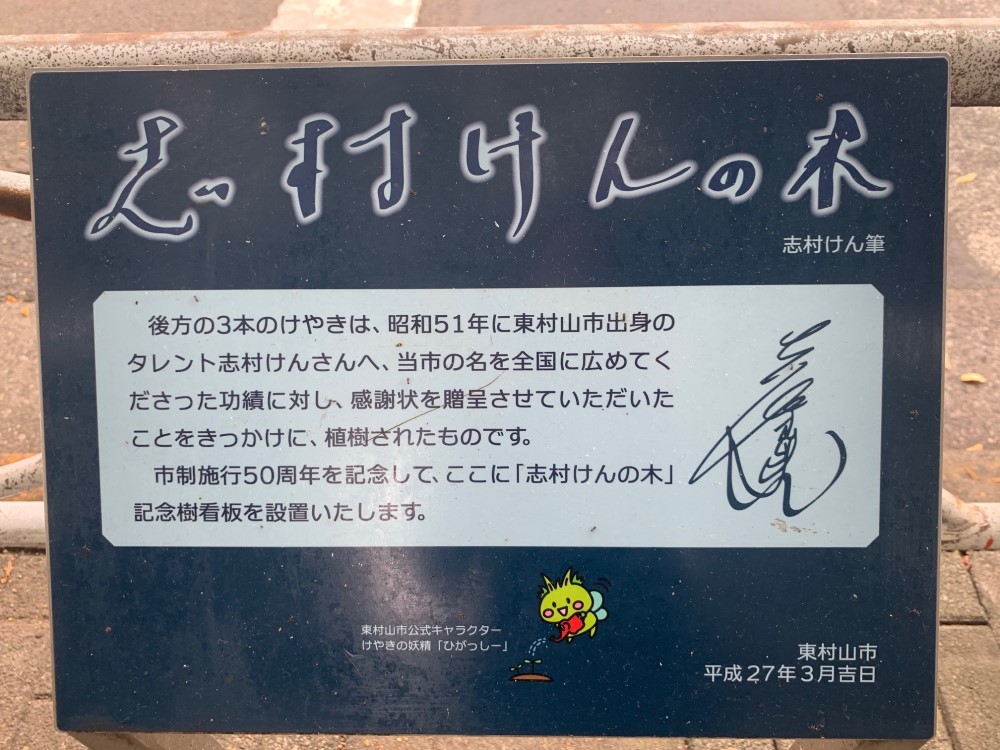 志村けんの木
志村けん筆
後方の3本のけやきは、昭和51年に東村山市出身の
タレント志村けんさんへ、当市の名を全国に広めてく
ださった功績に対し、感謝状を贈呈させていただいた
ことをきっかけに、植樹されたものです。
市制施行50周年を記念して、ここに「志村けんの木」
記念樹看板を設置いたします。
東村山市公式キャラクター
けやきの妖精「ひがっしー」
東村山市
平成27年3月吉日